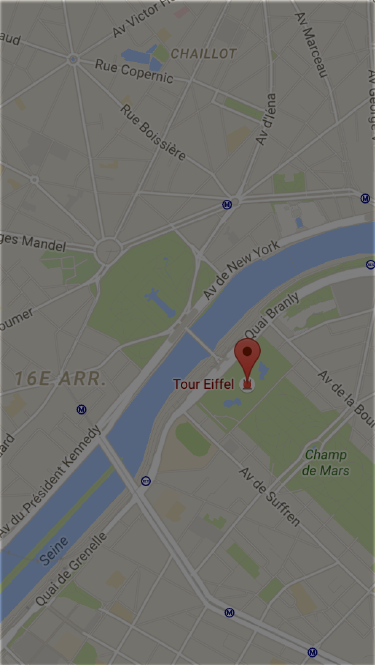 Av Victor H
CHAILLOT
Av Marceau
aud
Rue Copernic
Av George V
Rue Boissière
Av d'Iéna
M
M
ges Mandel
Av de New York
oumer
Quai Branly
Tour Eiffel
16E ARR.
Av de la Bour
M
ard
Av du Président Kennedy
Champ
de Mars
Av de Suffren
Seine
Quai de Grenelle
M
M